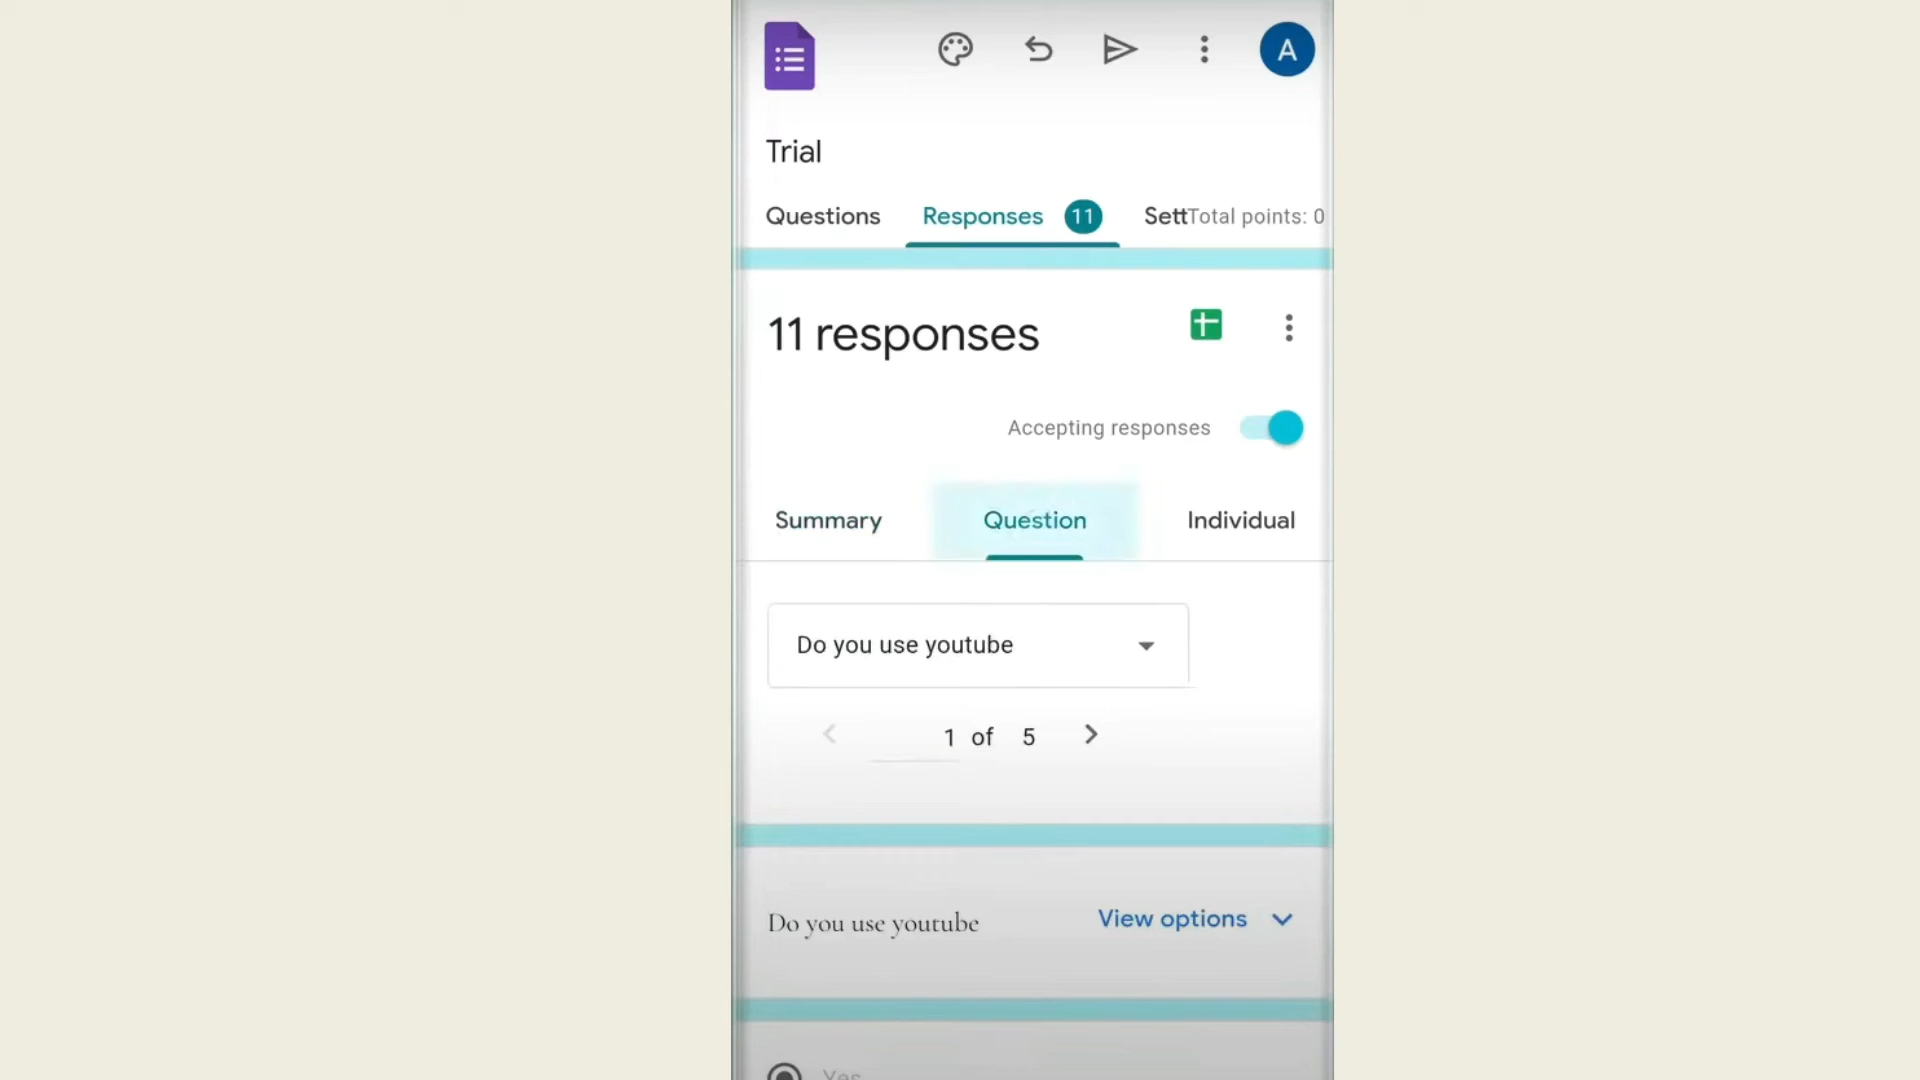 A
Trial
Questions Responses 11 SettTotal points: 0
11 responses
Accepting responses
Summary Question Individual
Do you use youtube
1 of 5
Do you use youtube View options
Yes